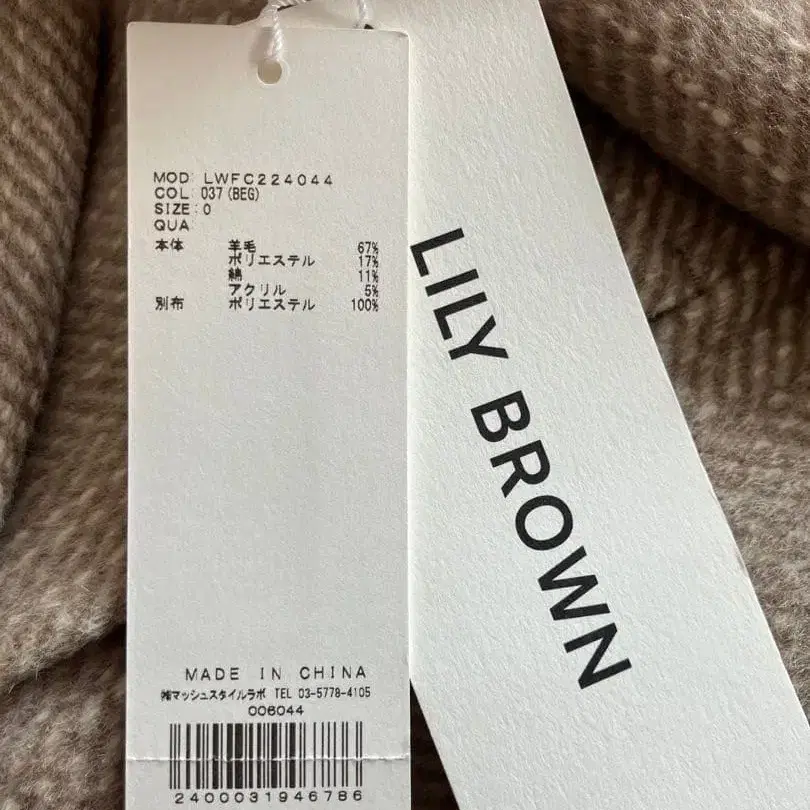 MOD: LWFC224044
COL: 037(BEG)
SIZE: 0
QUA
本体 羊毛 67%
ポリエステル 17%
綿 11%
アクリル 5%
別布 ポリエステル 100%
MADE IN CHINA
㈱マッシュスタイルラボ TEL 03-5778-4105
006044
2400031946786
LILY BROWN